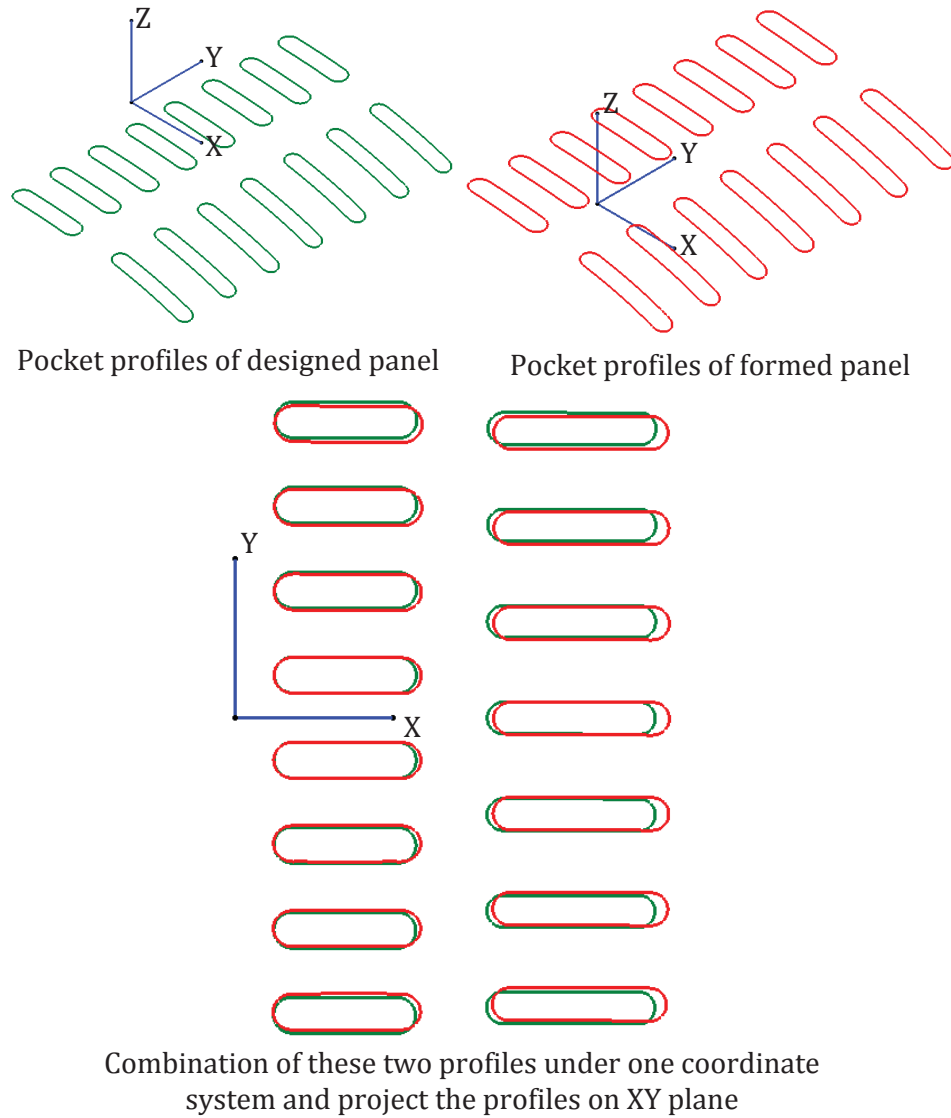 Z
Y
X
Z
Y
X
Pocket profiles of designed panel
Pocket profiles of formed panel
Y
X
Combination of these two profiles under one coordinate
system and project the profiles on XY plane